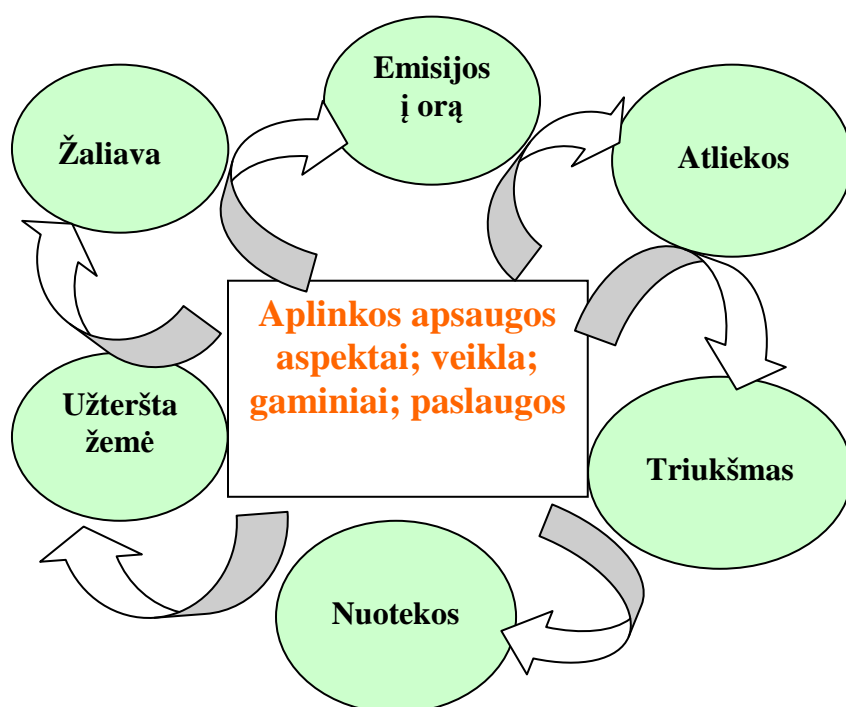 Emisijos
į orą
Žaliava
Atliekos
Aplinkos apsaugos
aspektai; veikla;
gaminiai; paslaugos
Užteršta
žemė
Triukšmas
Nuotekos